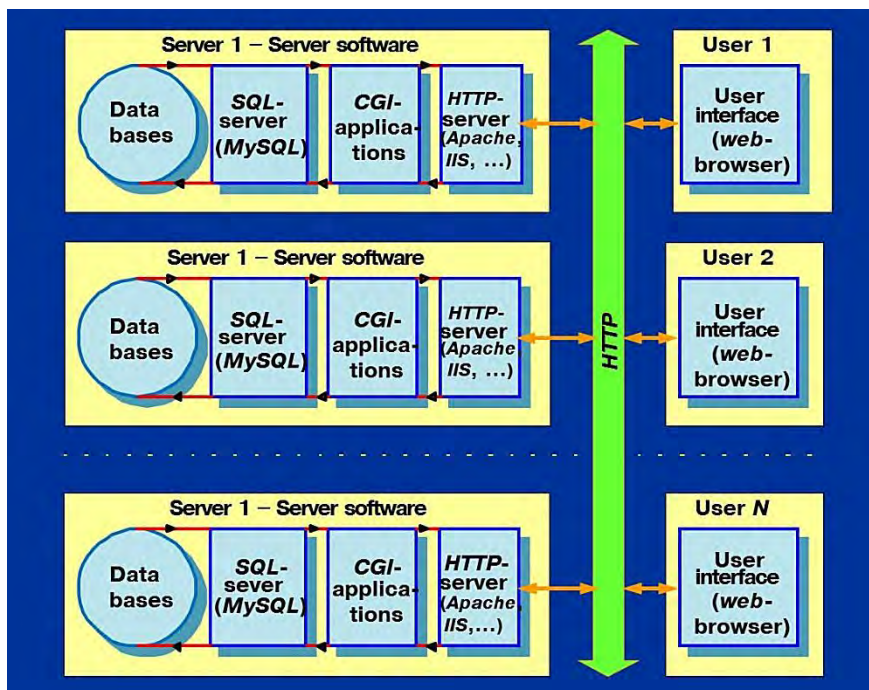 Server 1 – Server software
Data
bases
SQL-
server
(MySQL)
CGI-
applica-
tions
HTTP-
server
(Apache,
IIS, ...)
User 1
User
interface
(web-
browser)
Server 1 – Server software
Data
bases
SQL-
server
(MySQL)
CGI-
applica-
tions
HTTP-
server
(Apache,
IIS, ...)
HTTP
User 2
User
interface
(web-
browser)
Server 1 – Server software
Data
bases
SQL-
sever
(MySQL)
CGI-
applica-
tions
HTTP-
server
(Apache,
IIS,...)
User N
User
interface
(web-
browser)